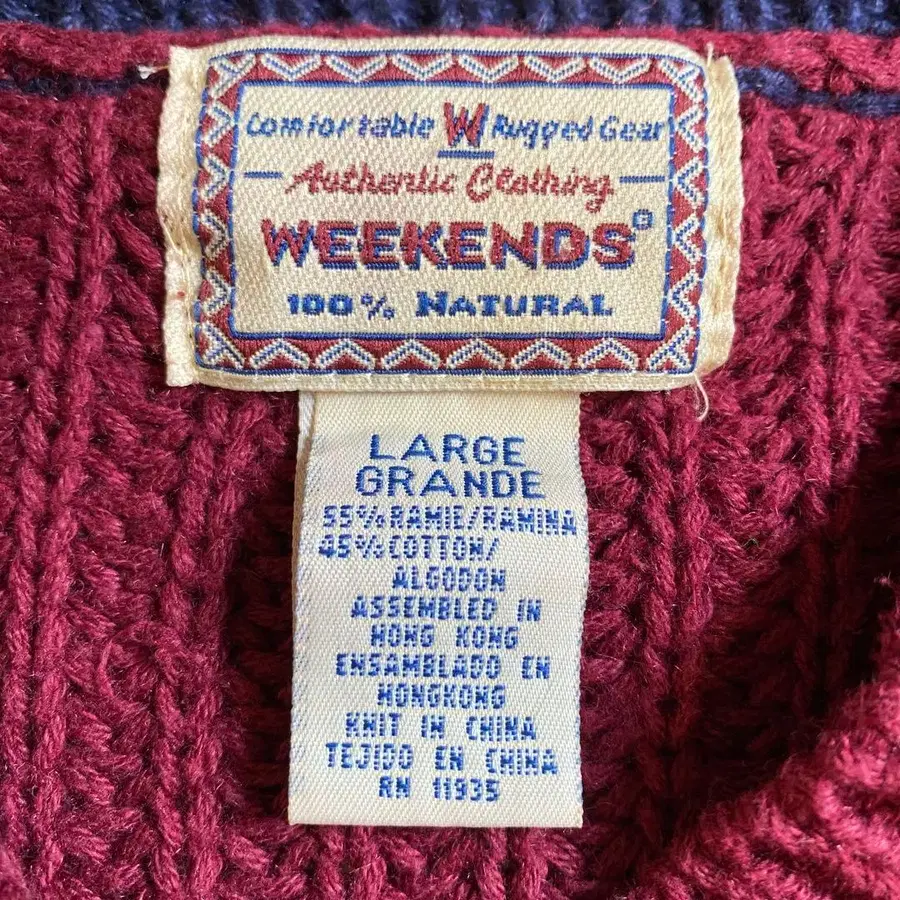 Comfortable W Rugged Gear
Authentic Clothing
WEEKENDS®
100% NATURAL
LARGE
GRANDE
55% RAMIE/RAMINA
45% COTTON/
ALGODON
ASSEMBLED IN
HONG KONG
ENSAMBLADO EN
HONGKONG
KNIT IN CHINA
TEJIDO EN CHINA
RN 11935